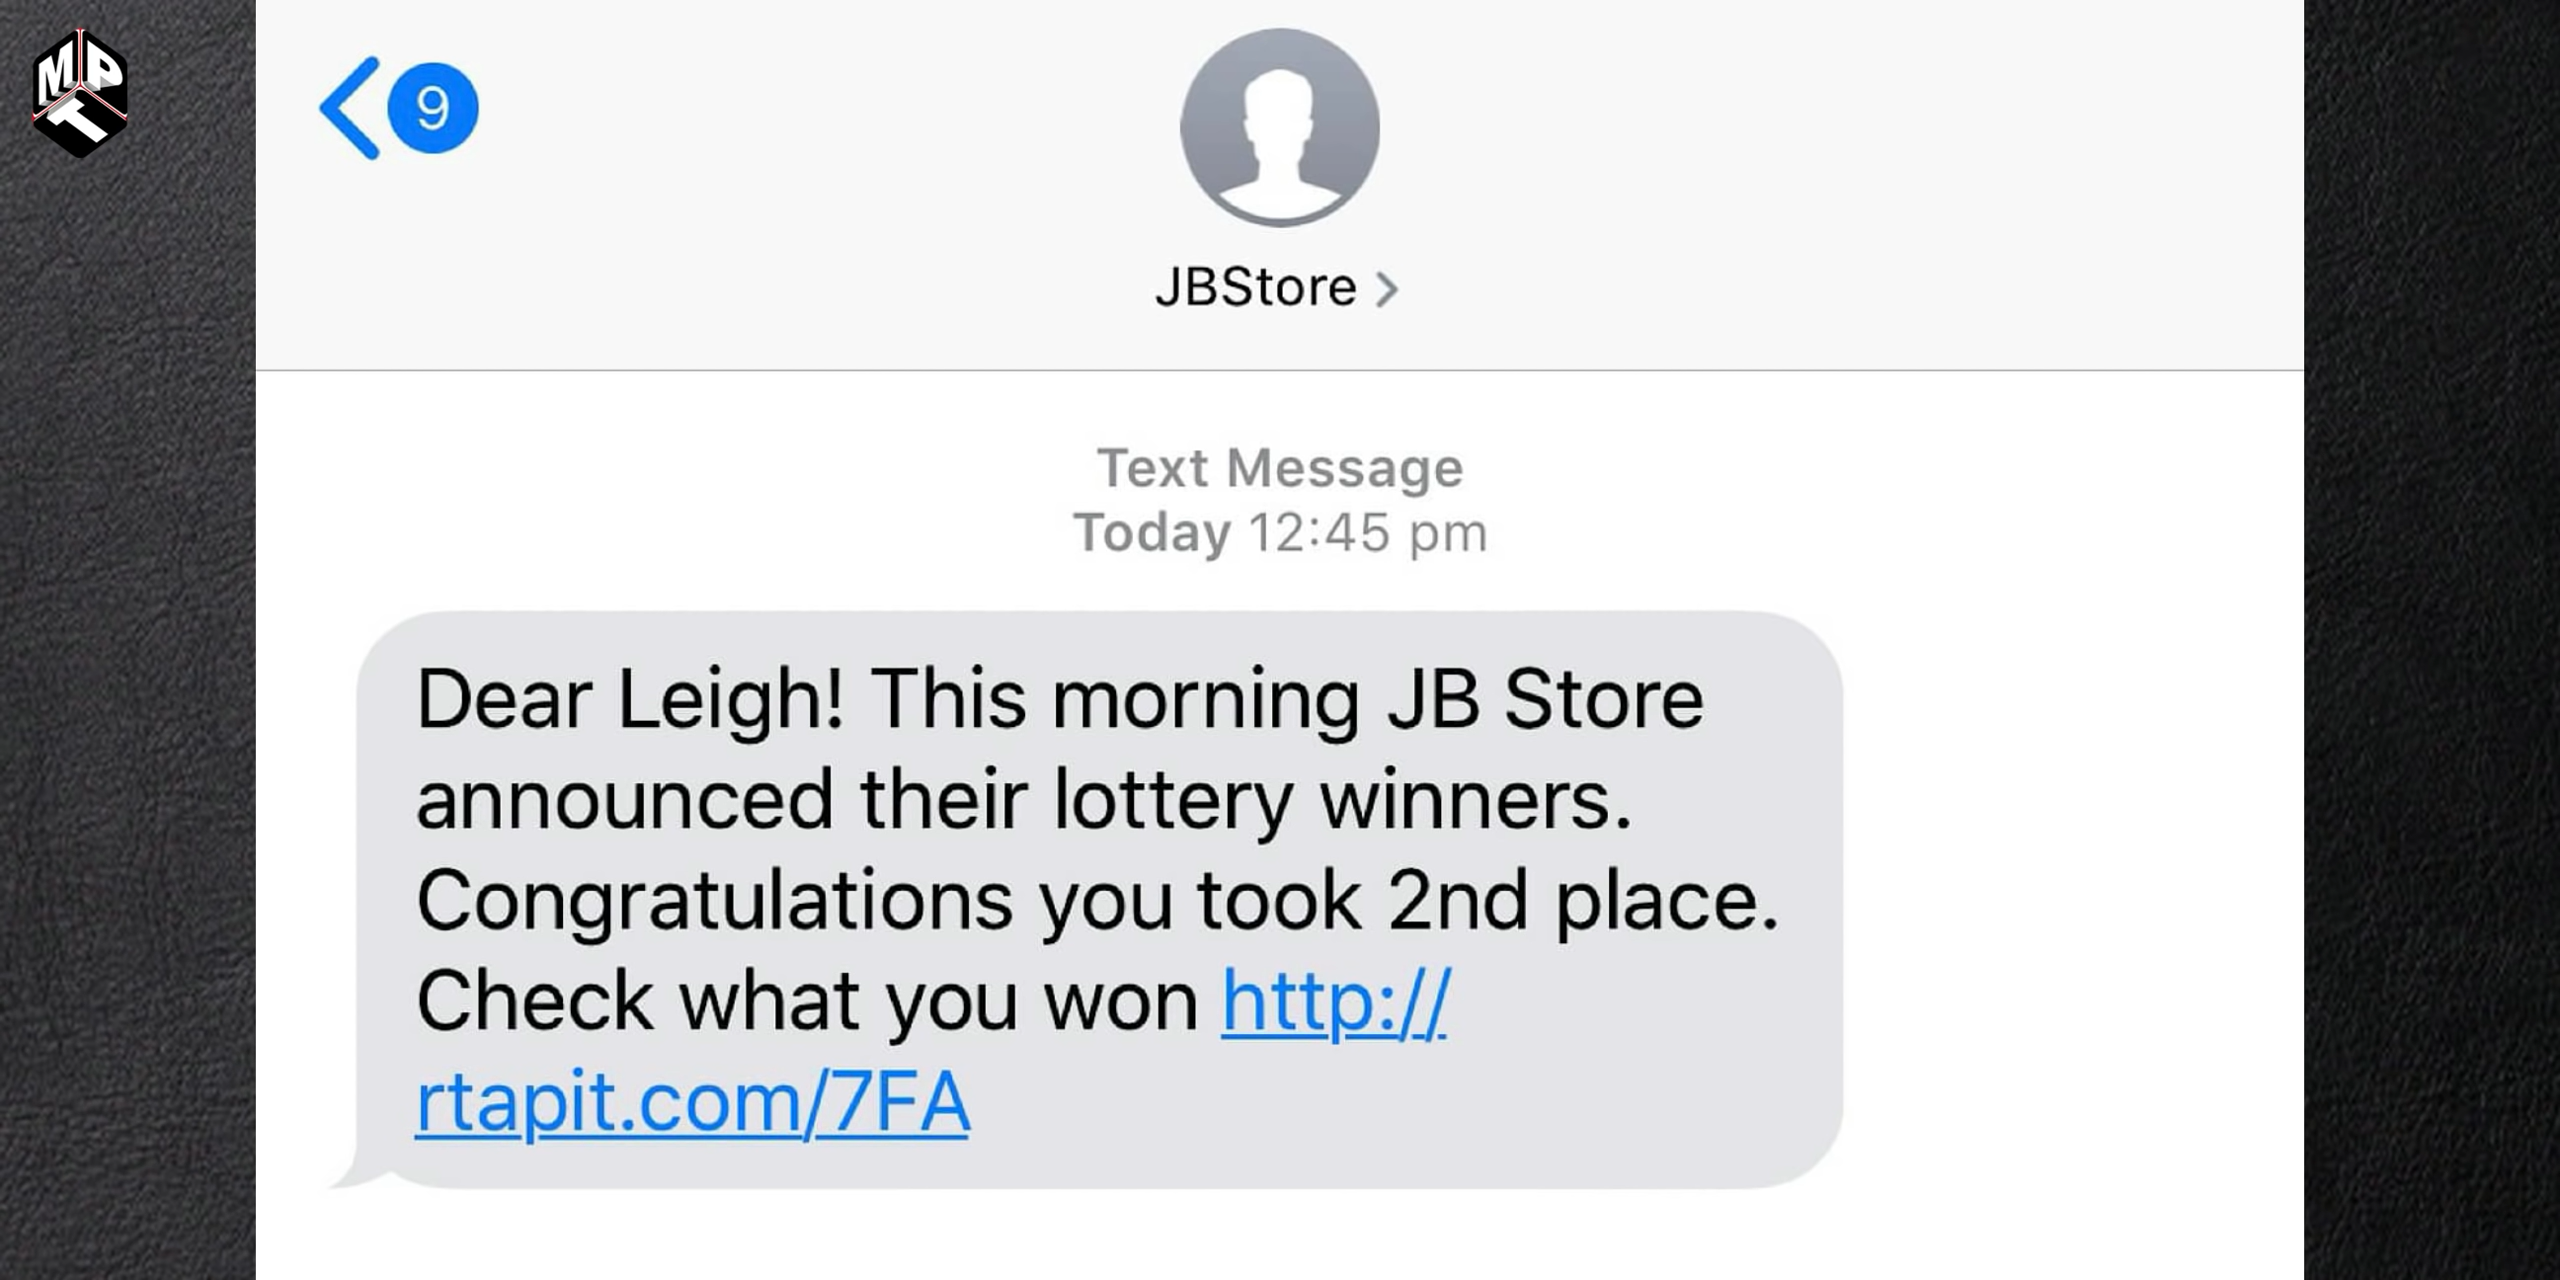 MPT
9
JBStore
Text Message
Today 12:45 pm
Dear Leigh! This morning JB Store
announced their lottery winners.
Congratulations you took 2nd place.
Check what you won http://
rtapit.com/7FA